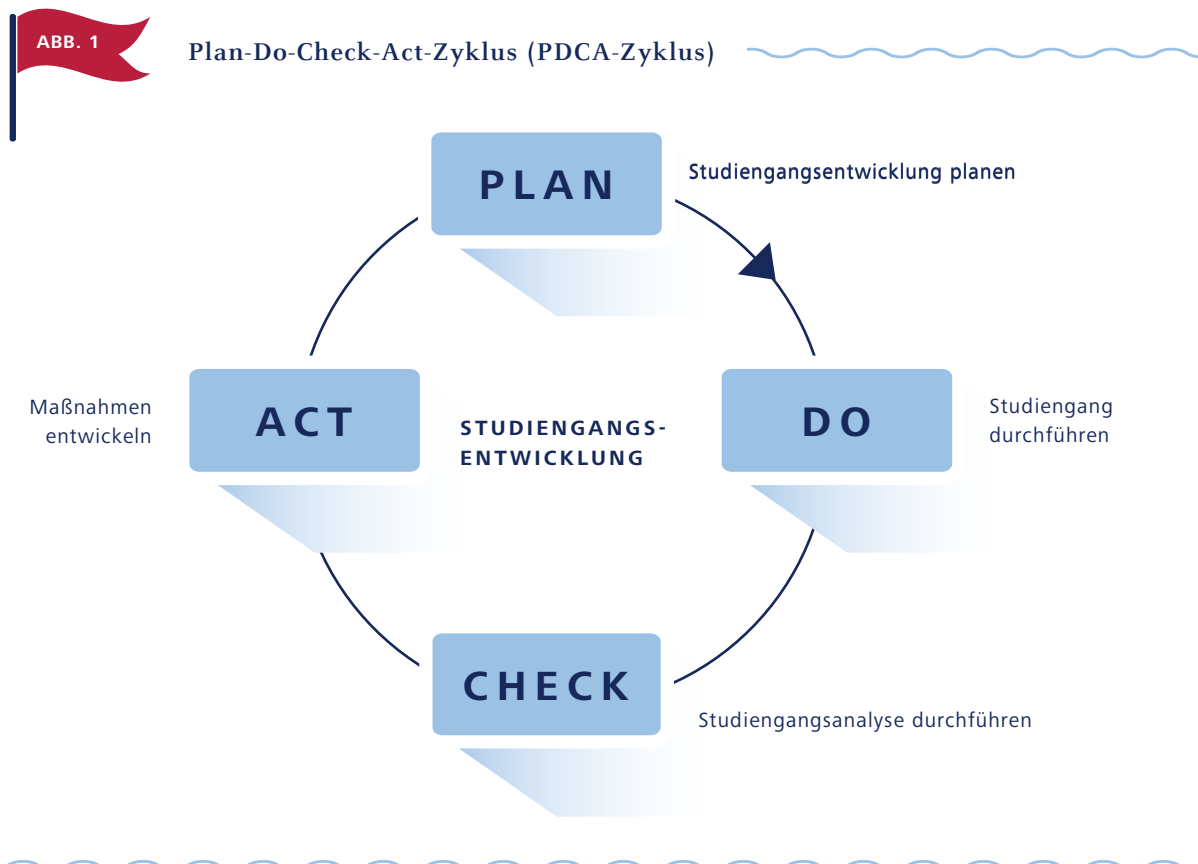 ABB. 1
Plan-Do-Check-Act-Zyklus (PDCA-Zyklus)
PLAN
Studiengangsentwicklung planen
DO
Studiengang
durchführen
CHECK
Studiengangsanalyse durchführen
ACT
Maßnahmen
entwickeln
STUDIENGANGS-
ENTWICKLUNG